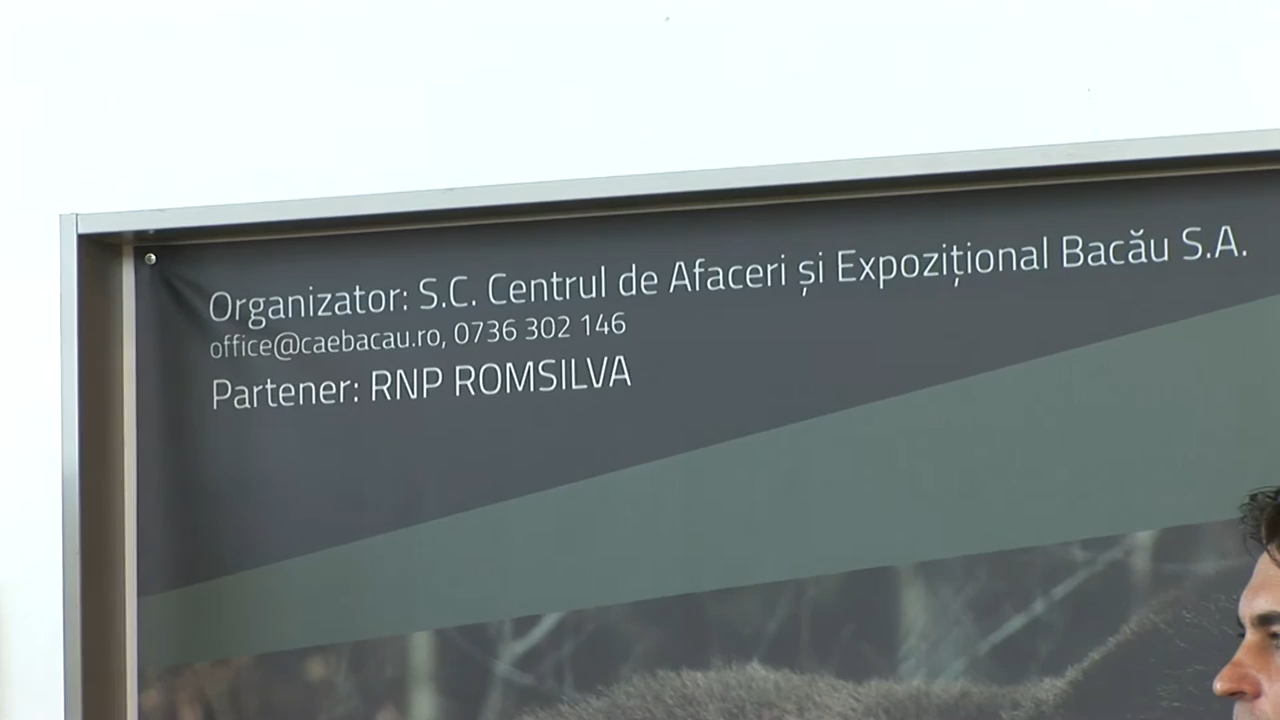 Organizator: S.C. Centrul de Afaceri și Expozițional Bacău S.A.
office@caebacau.ro, 0736 302 146
Partener: RNP ROMSILVA